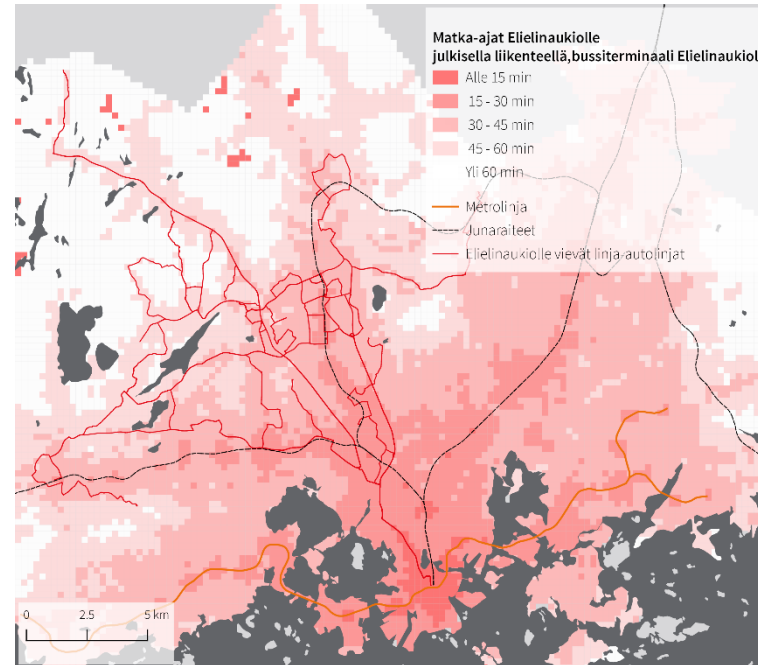 Matka-ajat Elielinaukiolle
julkisella liikenteellä,bussiterminaali Elielinaukiol
Alle 15 min
15 - 30 min
30 - 45 min
45 - 60 min
Yli 60 min
Metrolinja
Junaraiteet
Elielinaukiolle vievät linja-autolinjat
0 2.5 5 km